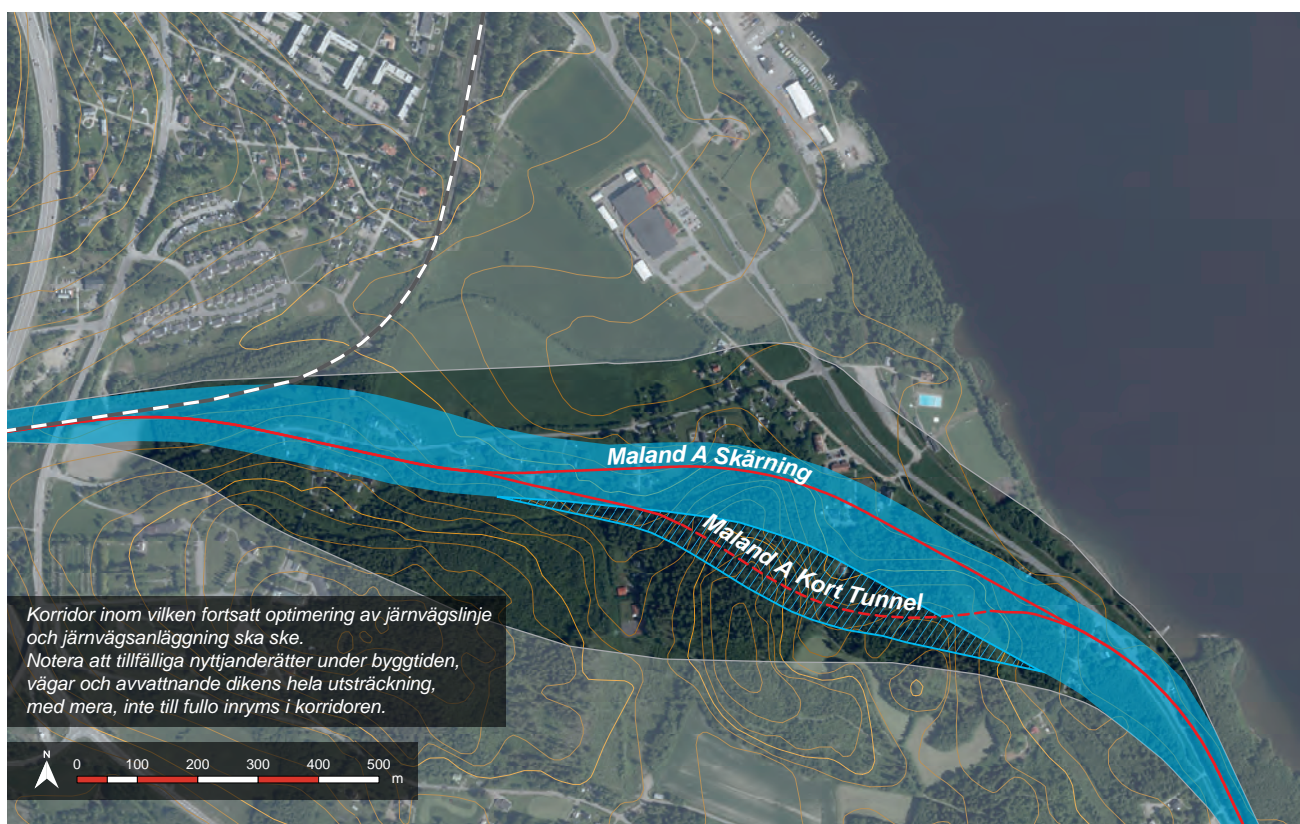 Maland A Skärning
Maland A Kort Tunnel
Korridor inom vilken fortsatt optimering av järnvägslinje
och järnvägsanläggning ska ske.
Notera att tillfälliga nyttjanderätter under byggtiden,
vägar och avvattnande dikens hela utsträckning,
med mera, inte till fullo inryms i korridoren.
N
0 100 200 300 400 500
m